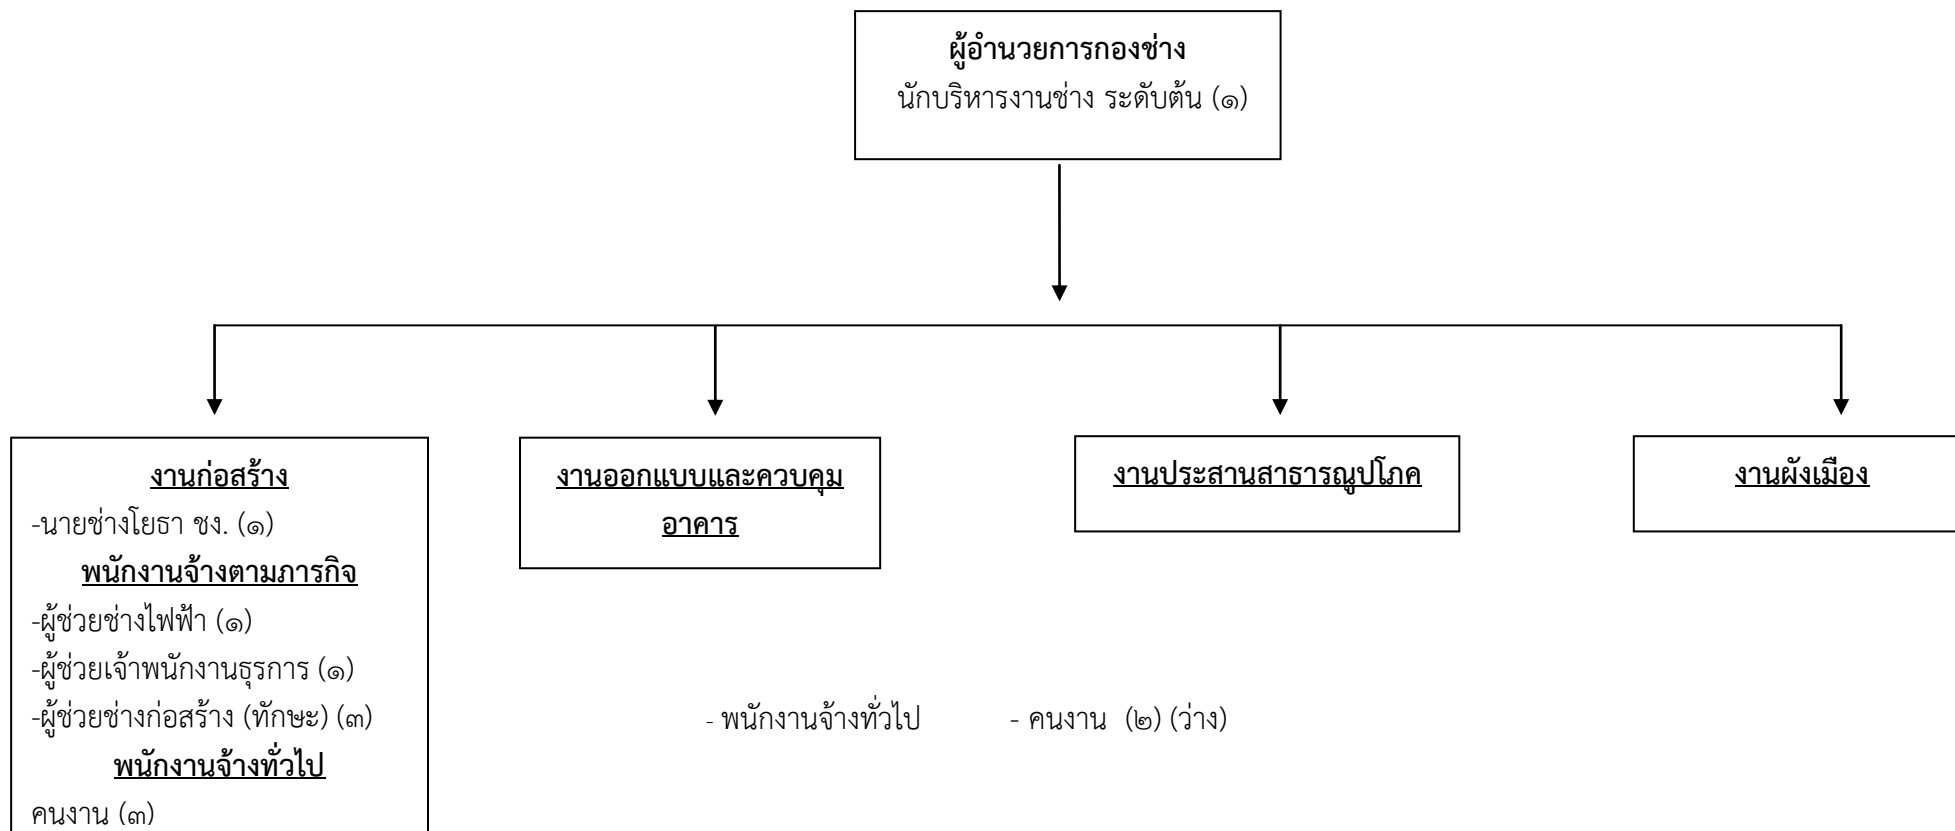 ผู้อำนวยการกองช่าง
นักบริหารงานช่าง ระดับต้น (๑)
งานก่อสร้าง
-นายช่างโยธา ชง. (๑)
พนักงานจ้างตามภารกิจ
-ผู้ช่วยช่างไฟฟ้า (๑)
-ผู้ช่วยเจ้าพนักงานธุรการ (๑)
-ผู้ช่วยช่างก่อสร้าง (ทักษะ) (๓)
พนักงานจ้างทั่วไป
คนงาน (๓)
งานออกแบบและควบคุม
อาคาร
งานประสานสาธารณูปโภค
งานผังเมือง
- พนักงานจ้างทั่วไป - คนงาน (๒) (ว่าง)